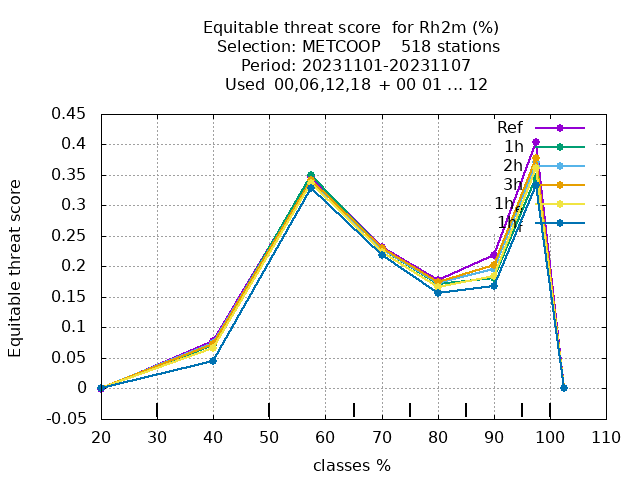 Equitable threat score for Rh2m (%)
Selection: METCOOP 518 stations
Period: 20231101-20231107
Used 00,06,12,18 + 00 01 ... 12
0.45
0.4
0.35
0.3
0.25
0.2
0.15
0.1
0.05
0
-0.05
20 30 40 50 60 70 80 90 100 110
Equitable threat score
classes %
Ref
1h
2h
3h